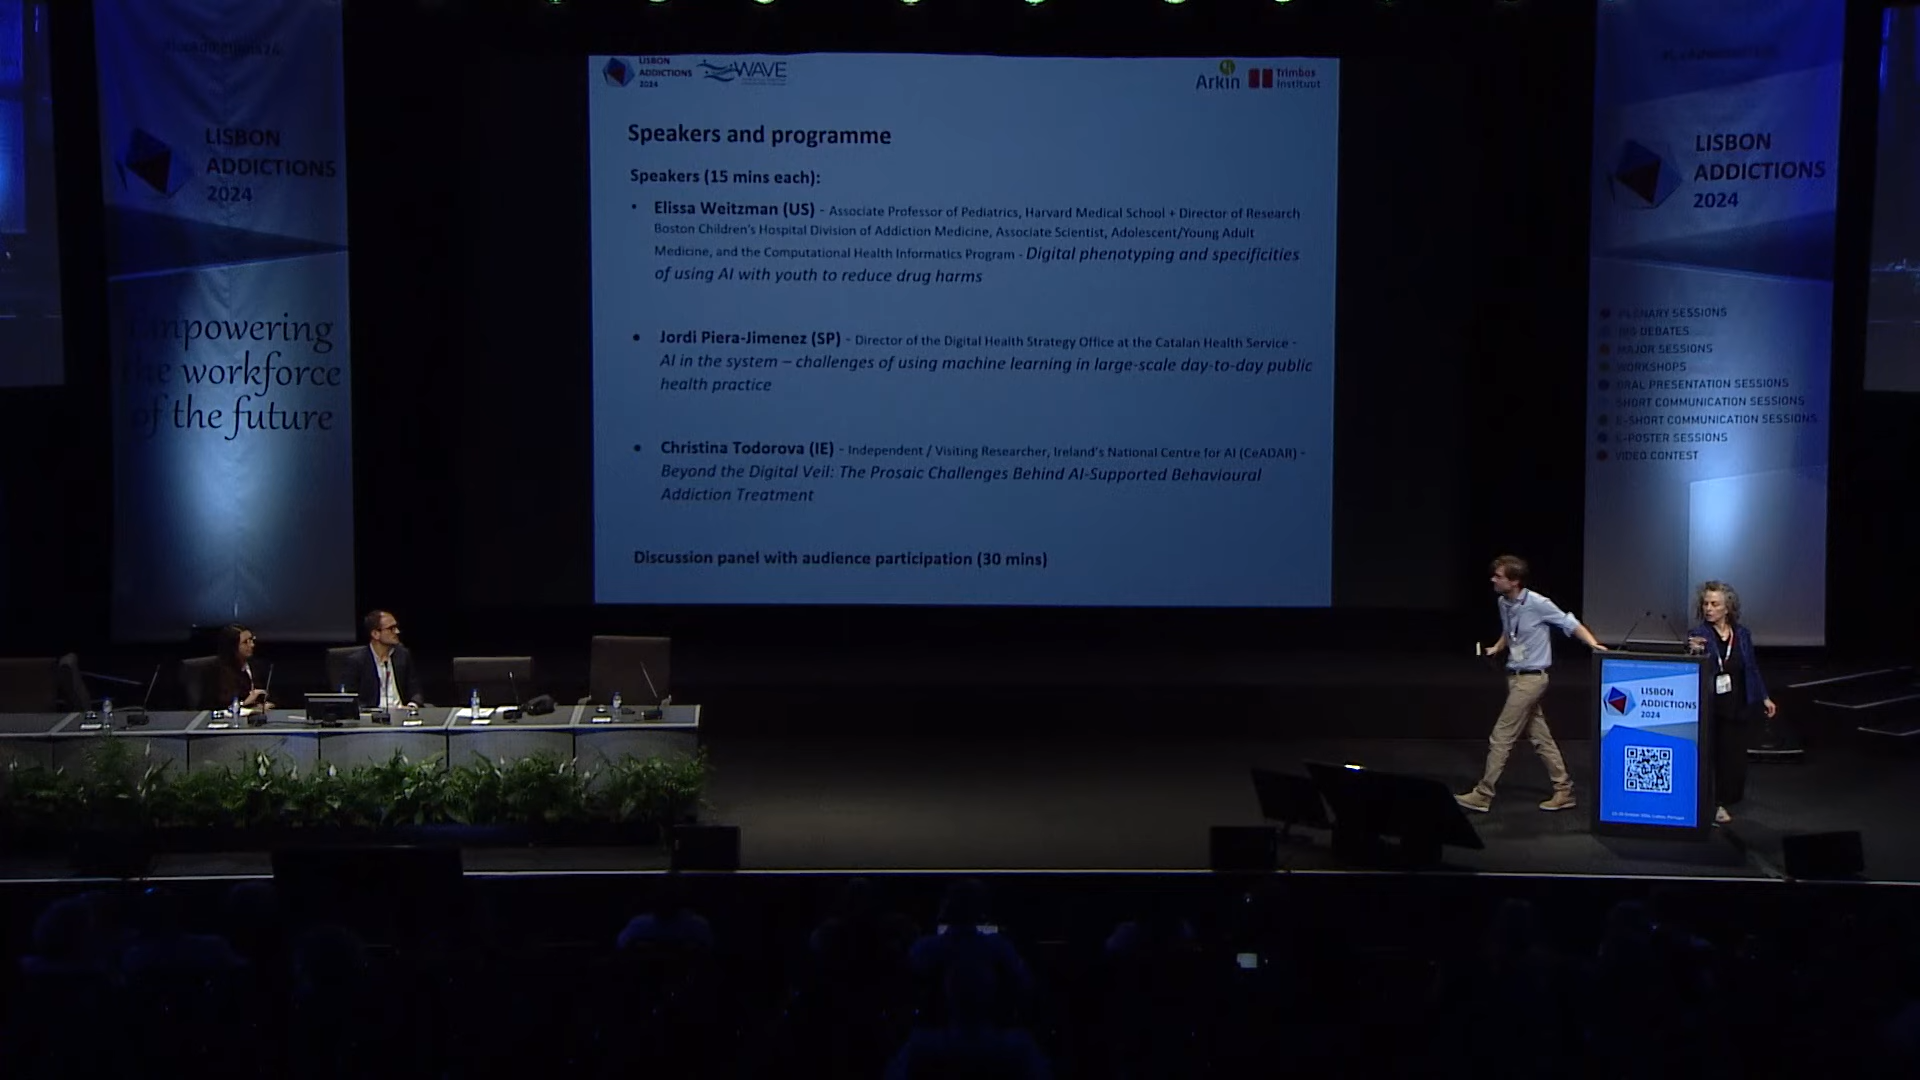 LISBON
ADDICTIONS
2024
WAVE
Arkin
Trimbos
instituut
Speakers and programme
Speakers (15 mins each):
• Elissa Weitzman (US) - Associate Professor of Pediatrics, Harvard Medical School + Director of Research
Boston Children's Hospital Division of Addiction Medicine, Associate Scientist, Adolescent/Young Adult
Medicine, and the Computational Health Informatics Program - Digital phenotyping and specificities
of using AI with youth to reduce drug harms
• Jordi Piera-Jimenez (SP) - Director of the Digital Health Strategy Office at the Catalan Health Service -
AI in the system – challenges of using machine learning in large-scale day-to-day public
health practice
• Christina Todorova (IE) - Independent / Visiting Researcher, Ireland's National Centre for AI (CeADAR) -
Beyond the Digital Veil: The Prosaic Challenges Behind AI-Supported Behavioural
Addiction Treatment
Discussion panel with audience participation (30 mins)
LISBON
ADDICTIONS
2024
Empowering
the workforce
of the future
LISBON
ADDICTIONS
2024
PLENARY SESSIONS
BIG DEBATES
MAJOR SESSIONS
WORKSHOPS
ORAL PRESENTATION SESSIONS
SHORT COMMUNICATION SESSIONS
E-SHORT COMMUNICATION SESSIONS
E-POSTER SESSIONS
VIDEO CONTEST
LISBON
ADDICTIONS
2024